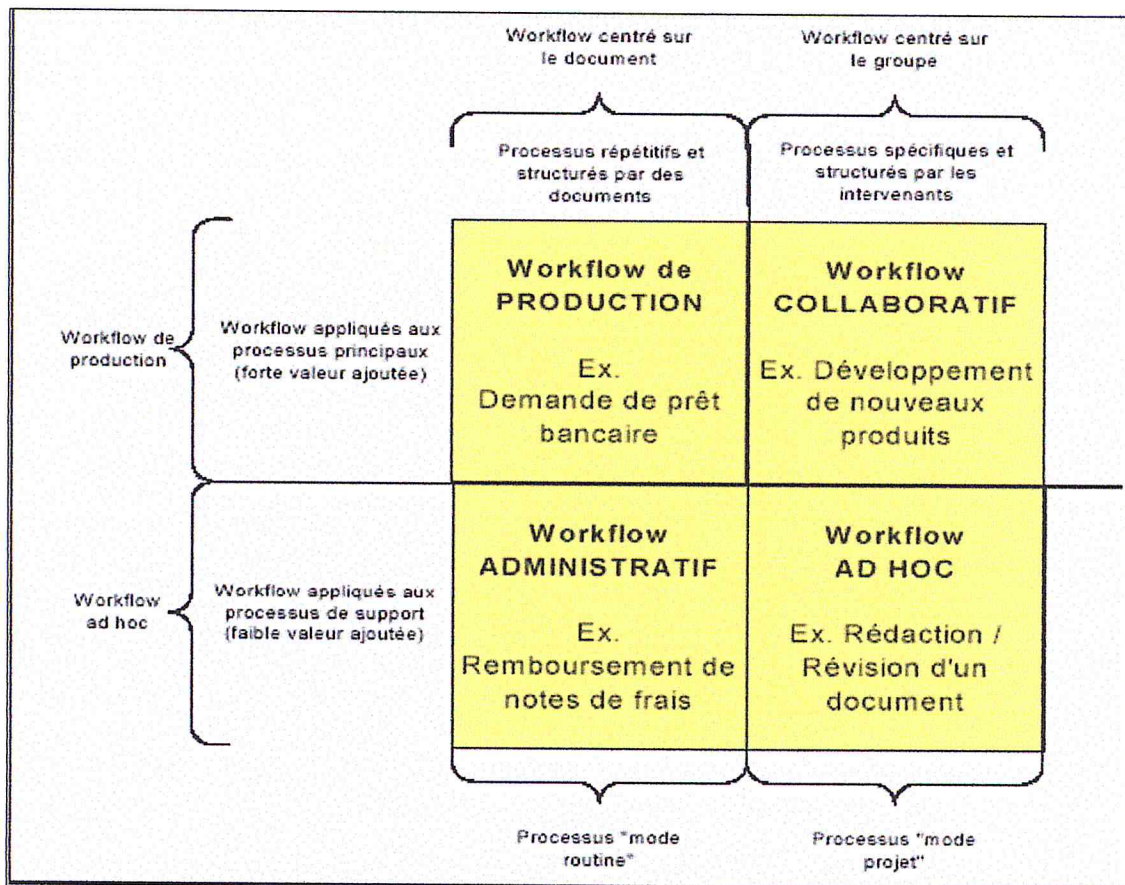 Workflow centré sur
le document
Workflow centré sur
le groupe
Processus répétitifs et
structurés par des
documents
Processus spécifiques et
structurés par les
intervenants
Workflow de
production
Workflow appliqués aux
processus principaux
(forte valeur ajoutée)
Workflow de
PRODUCTION
Ex.
Demande de prêt
bancaire
Workflow
COLLABORATIF
Ex. Développement
de nouveaux
produits
Workflow
ad hoc
Workflow appliqués aux
processus de support
(faible valeur ajoutée)
Workflow
ADMINISTRATIF
Ex.
Remboursement de
notes de frais
Workflow
AD HOC
Ex. Rédaction /
Révision d'un
document
Processus "mode
routine"
Processus "mode
projet"